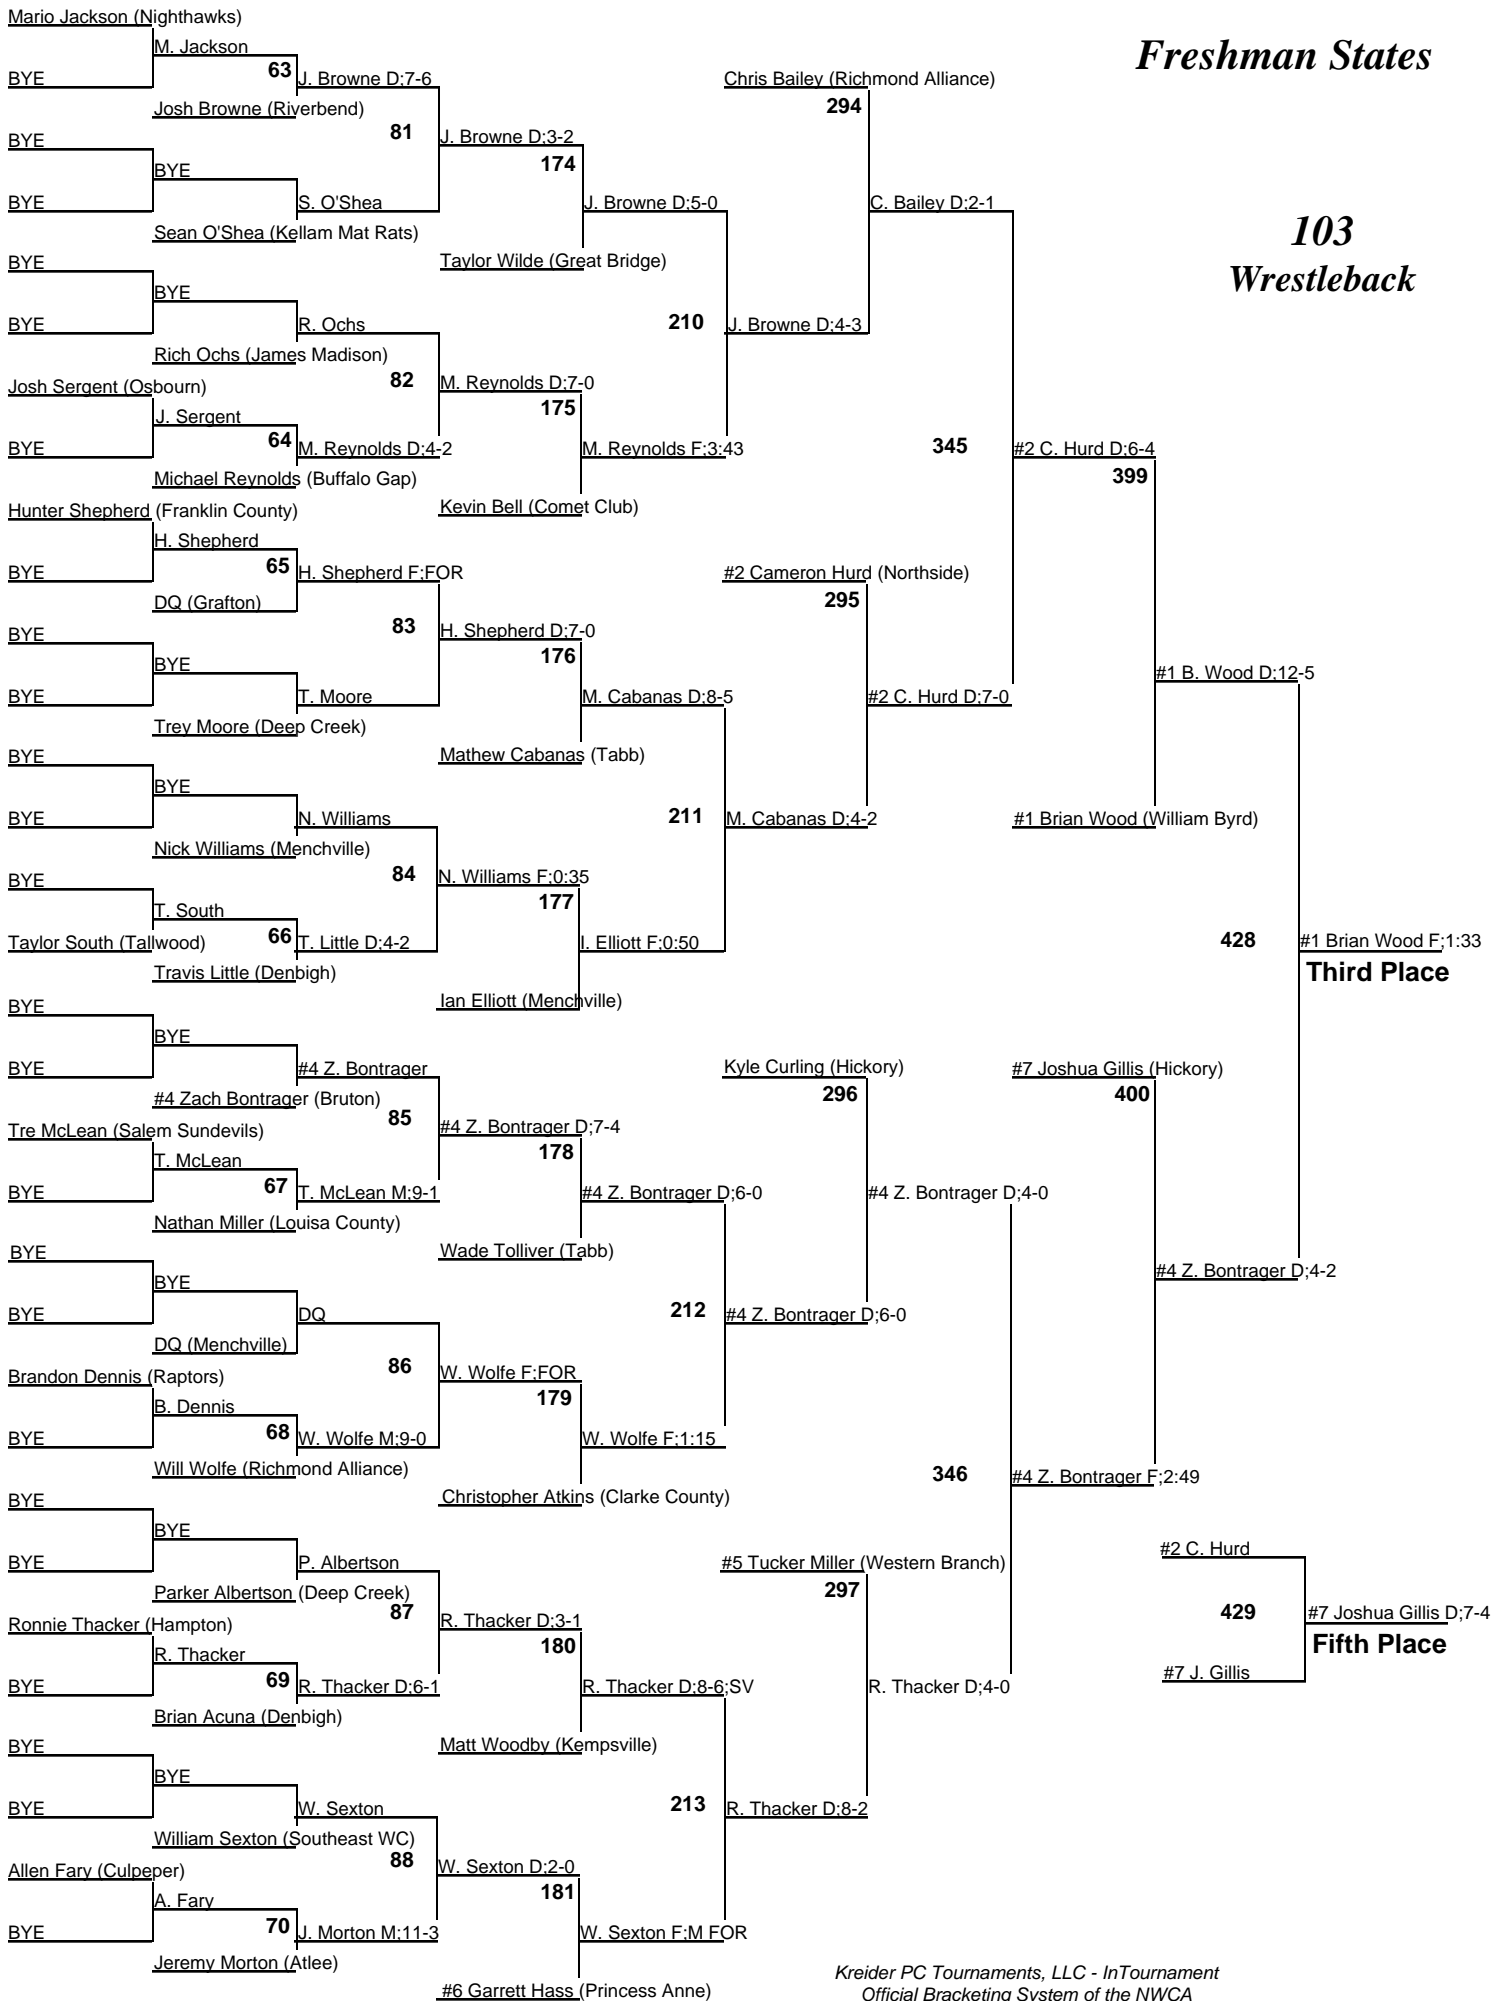 Mario Jackson (Nighthawks)
Freshman States
M. Jackson
63
BYE
J. Browne D;7-6
Chris Bailey (Richmond Alliance)
294
Josh Browne (Riverbend)
81
BYE
J. Browne D;3-2
174
BYE
BYE
S. O'Shea
J. Browne D;5-0
C. Bailey D;2-1
Sean O'Shea (Kellam Mat Rats)
103
Wrestleback
BYE
Taylor Wilde (Great Bridge)
BYE
BYE
R. Ochs
210
J. Browne D;4-3
Rich Ochs (James Madison)
82
Josh Sergent (Osbourn)
M. Reynolds D;7-0
175
J. Sergent
64
BYE
M. Reynolds D;4-2
M. Reynolds F;3:43
345
#2 C. Hurd D;6-4
399
Michael Reynolds (Buffalo Gap)
Hunter Shepherd (Franklin County)
Kevin Bell (Comet Club)
H. Shepherd
65
BYE
H. Shepherd F;FOR
#2 Cameron Hurd (Northside)
295
DQ (Grafton)
83
BYE
H. Shepherd D;7-0
176
BYE
#1 B. Wood D;12-5
BYE
T. Moore
M. Cabanas D;8-5
#2 C. Hurd D;7-0
Trey Moore (Deep Creek)
BYE
Mathew Cabanas (Tabb)
BYE
BYE
N. Williams
211
M. Cabanas D;4-2
#1 Brian Wood (William Byrd)
Nick Williams (Menchville)
84
BYE
N. Williams F;0:35
177
T. South
66
Taylor South (Tallwood)
T. Little D;4-2
I. Elliott F;0:50
428
#1 Brian Wood F;1:33
Third Place
Travis Little (Denbigh)
BYE
Ian Elliott (Menchville)
BYE
BYE
#4 Z. Bontrager
Kyle Curling (Hickory)
#7 Joshua Gillis (Hickory)
296
400
#4 Zach Bontrager (Bruton)
85
Tre McLean (Salem Sundevils)
#4 Z. Bontrager D;7-4
178
T. McLean
67
BYE
T. McLean M;9-1
#4 Z. Bontrager D;6-0
#4 Z. Bontrager D;4-0
Nathan Miller (Louisa County)
BYE
Wade Tolliver (Tabb)
BYE
#4 Z. Bontrager D;4-2
BYE
DQ
212
#4 Z. Bontrager D;6-0
DQ (Menchville)
86
Brandon Dennis (Raptors)
W. Wolfe F;FOR
179
B. Dennis
68
BYE
W. Wolfe M;9-0
W. Wolfe F;1:15
346
#4 Z. Bontrager F;2:49
Will Wolfe (Richmond Alliance)
BYE
Christopher Atkins (Clarke County)
BYE
BYE
P. Albertson
#5 Tucker Miller (Western Branch)
#2 C. Hurd
297
Parker Albertson (Deep Creek)
87
Ronnie Thacker (Hampton)
R. Thacker D;3-1
180
429
#7 Joshua Gillis D;7-4
Fifth Place
R. Thacker
69
BYE
R. Thacker D;6-1
R. Thacker D;8-6;SV
R. Thacker D;4-0
#7 J. Gillis
Brian Acuna (Denbigh)
BYE
Matt Woodby (Kempsville)
BYE
BYE
W. Sexton
213
R. Thacker D;8-2
William Sexton (Southeast WC)
88
Allen Fary (Culpeper)
W. Sexton D;2-0
181
A. Fary
70
BYE
J. Morton M;11-3
W. Sexton F;M FOR
Jeremy Morton (Atlee)
#6 Garrett Hass (Princess Anne)
Kreider PC Tournaments, LLC - InTournament
Official Bracketing System of the NWCA